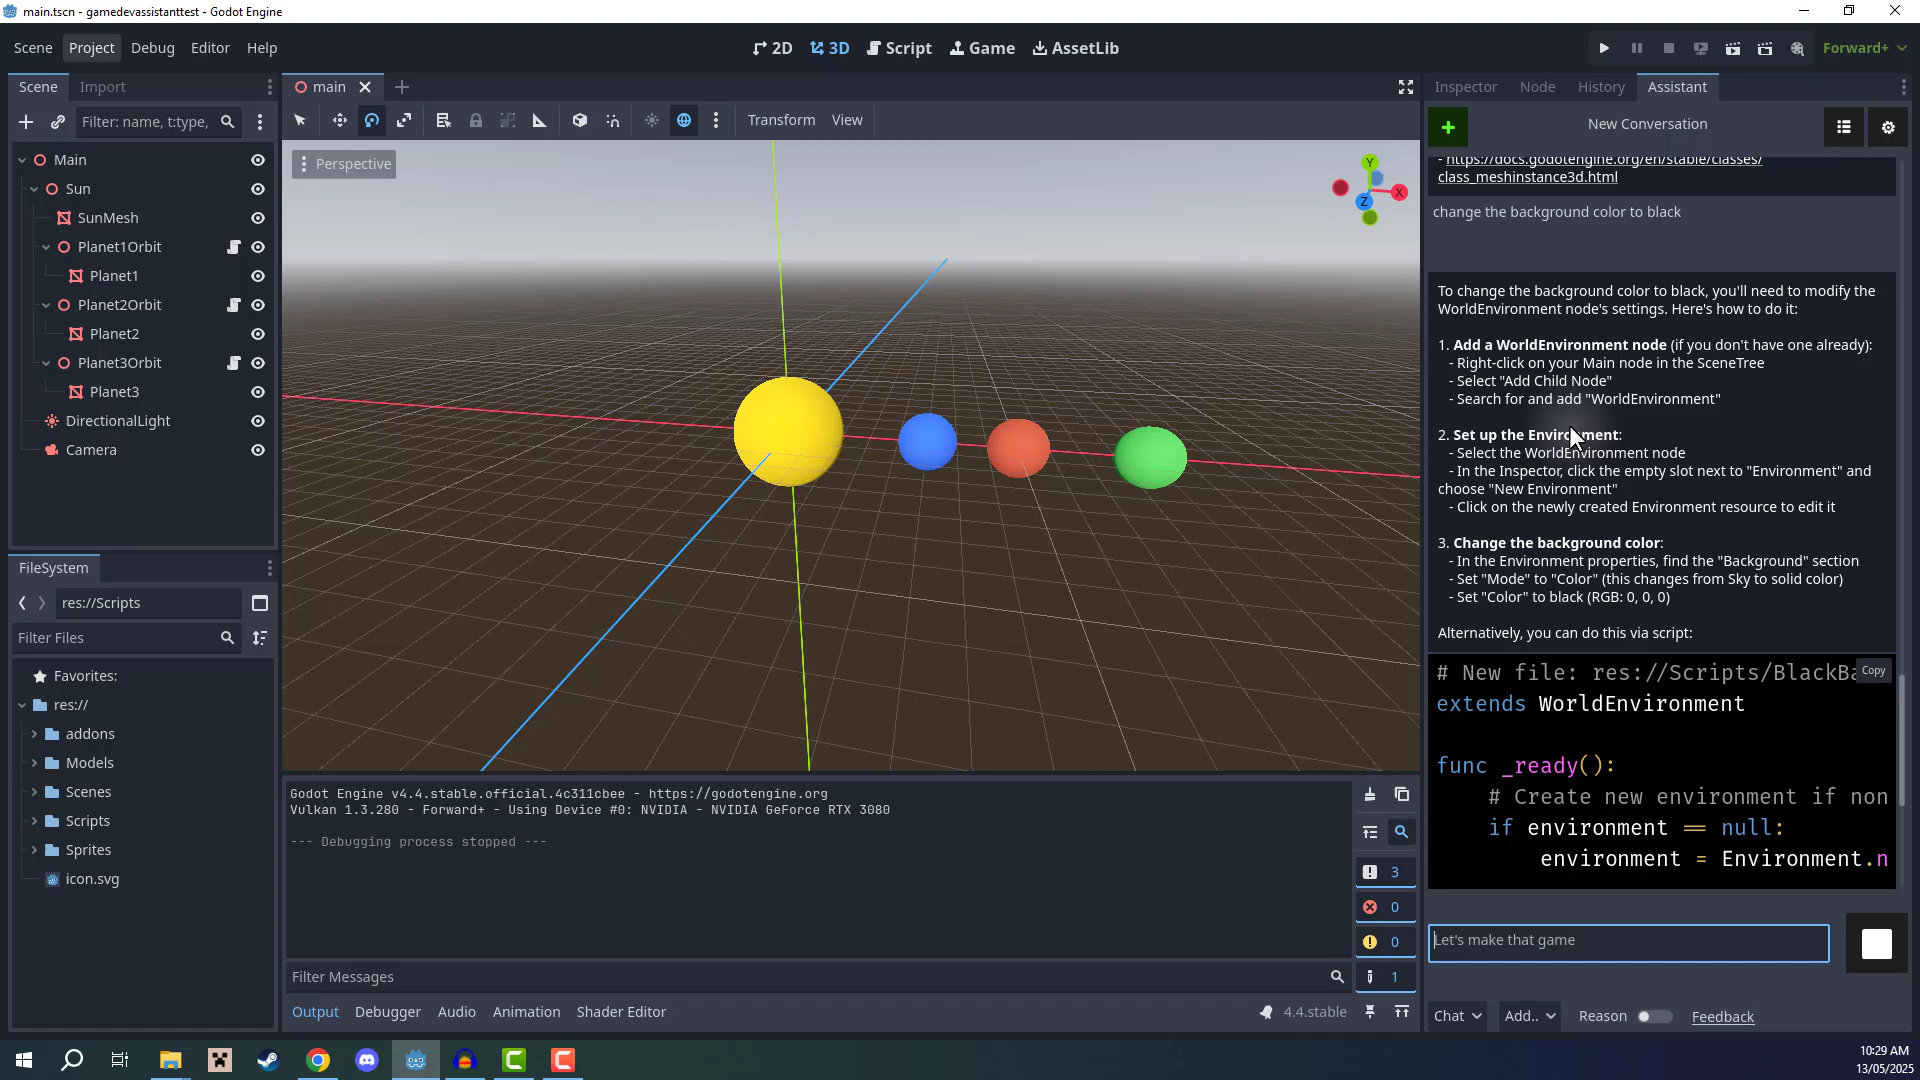 main.tscn - gamedevassistanttest - Godot Engine
Scene Project Debug Editor Help
2D 3D Script Game AssetLib
Forward+
Scene Import
main
Inspector Node History Assistant
Filter: name, t:type,
Transform View
New Conversation
Perspective
Y
X
Z
Main
Sun
SunMesh
Planet1Orbit
Planet1
Planet2Orbit
Planet2
Planet3Orbit
Planet3
DirectionalLight
Camera
FileSystem
res://Scripts
Filter Files
Favorites:
res://
addons
Models
Scenes
Scripts
Sprites
icon.svg
Godot Engine v4.4.stable.official.4c311cbee - https://godotengine.org
Vulkan 1.3.280 - Forward+ - Using Device #0: NVIDIA - NVIDIA GeForce RTX 3080
--- Debugging process stopped ---
3
0
0
1
Filter Messages
Output Debugger Audio Animation Shader Editor
4.4.stable
- https://docs.godotengine.org/en/stable/classes/
class_meshinstance3d.html
change the background color to black
To change the background color to black, you'll need to modify the
WorldEnvironment node's settings. Here's how to do it:
1. Add a WorldEnvironment node (if you don't have one already):
- Right-click on your Main node in the SceneTree
- Select "Add Child Node"
- Search for and add "WorldEnvironment"
2. Set up the Environment:
- Select the WorldEnvironment node
- In the Inspector, click the empty slot next to "Environment" and
choose "New Environment"
- Click on the newly created Environment resource to edit it
3. Change the background color:
- In the Environment properties, find the "Background" section
- Set "Mode" to "Color" (this changes from Sky to solid color)
- Set "Color" to black (RGB: 0, 0, 0)
Alternatively, you can do this via script:
# New file: res://Scripts/BlackBa
Copy
extends WorldEnvironment
func _ready():
# Create new environment if non
if environment == null:
environment = Environment.n
Let's make that game
Chat Add.. Reason Feedback
10:29 AM
13/05/2025